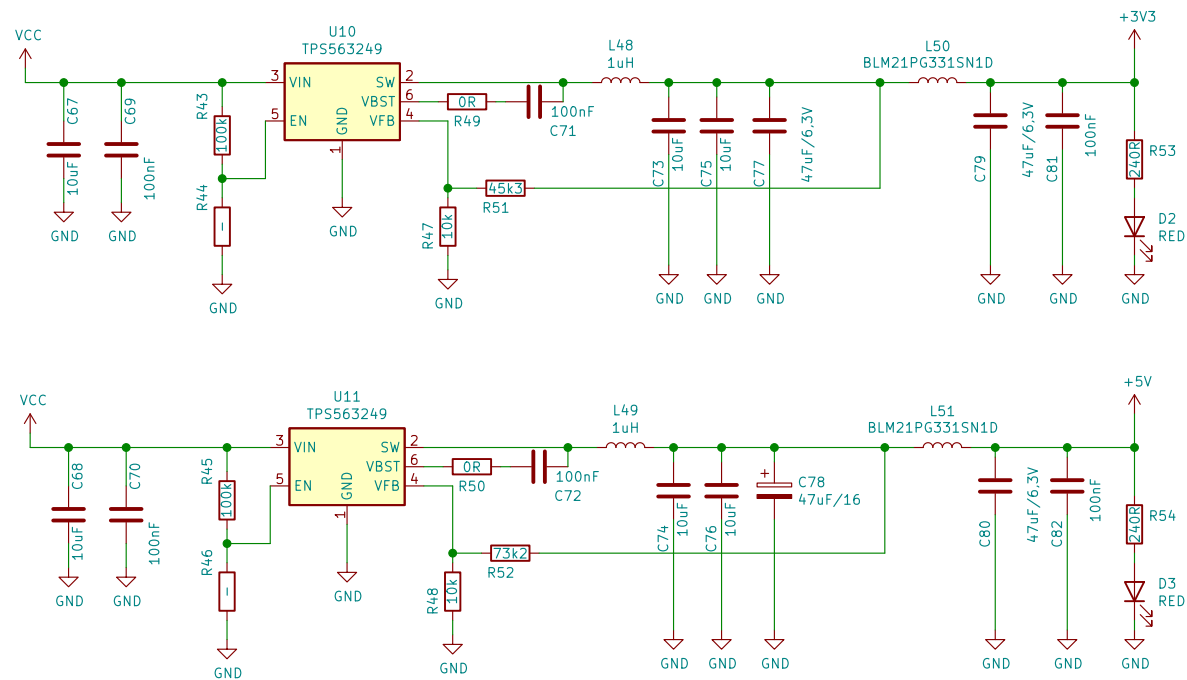 +3V3
VCC
U10
TPS563249
L48
1uH
L50
BLM21PG331SN1D
3
VIN
SW
2
VBST
6
5
EN
VFB
4
GND
1
C67
10uF
C69
100nF
R43
100k
R44
—
0R
R49
100nF
C71
45k3
R51
R47
10k
C73
10uF
C75
10uF
C77
47uF/6,3V
C79
47uF/6,3V
C81
100nF
240R
R53
D2
RED
GND
GND
GND
GND
GND
GND
GND
GND
GND
GND
GND
+5V
VCC
U11
TPS563249
L49
1uH
L51
BLM21PG331SN1D
3
VIN
SW
2
VBST
6
5
EN
VFB
4
GND
1
C68
10uF
C70
100nF
R45
100k
R46
—
0R
R50
100nF
C72
73k2
R52
R48
10k
C74
10uF
C76
10uF
+
C78
47uF/16
C80
47uF/6,3V
C82
100nF
240R
R54
D3
RED
GND
GND
GND
GND
GND
GND
GND
GND
GND
GND
GND